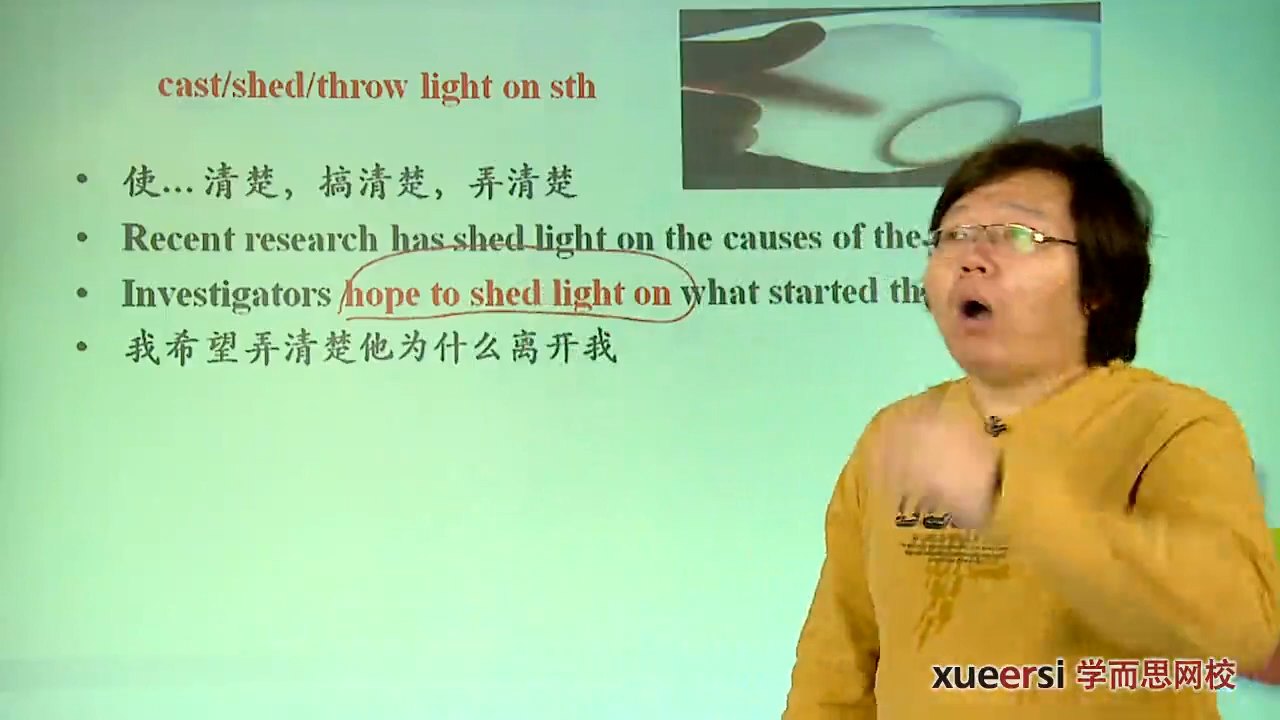 cast/shed/throw light on sth
• 使…清楚，搞清楚，弄清楚
• Recent research has shed light on the causes of the
• Investigators hope to shed light on what started
• 我希望弄清楚他为什么离开我
xueersi 学而思网校